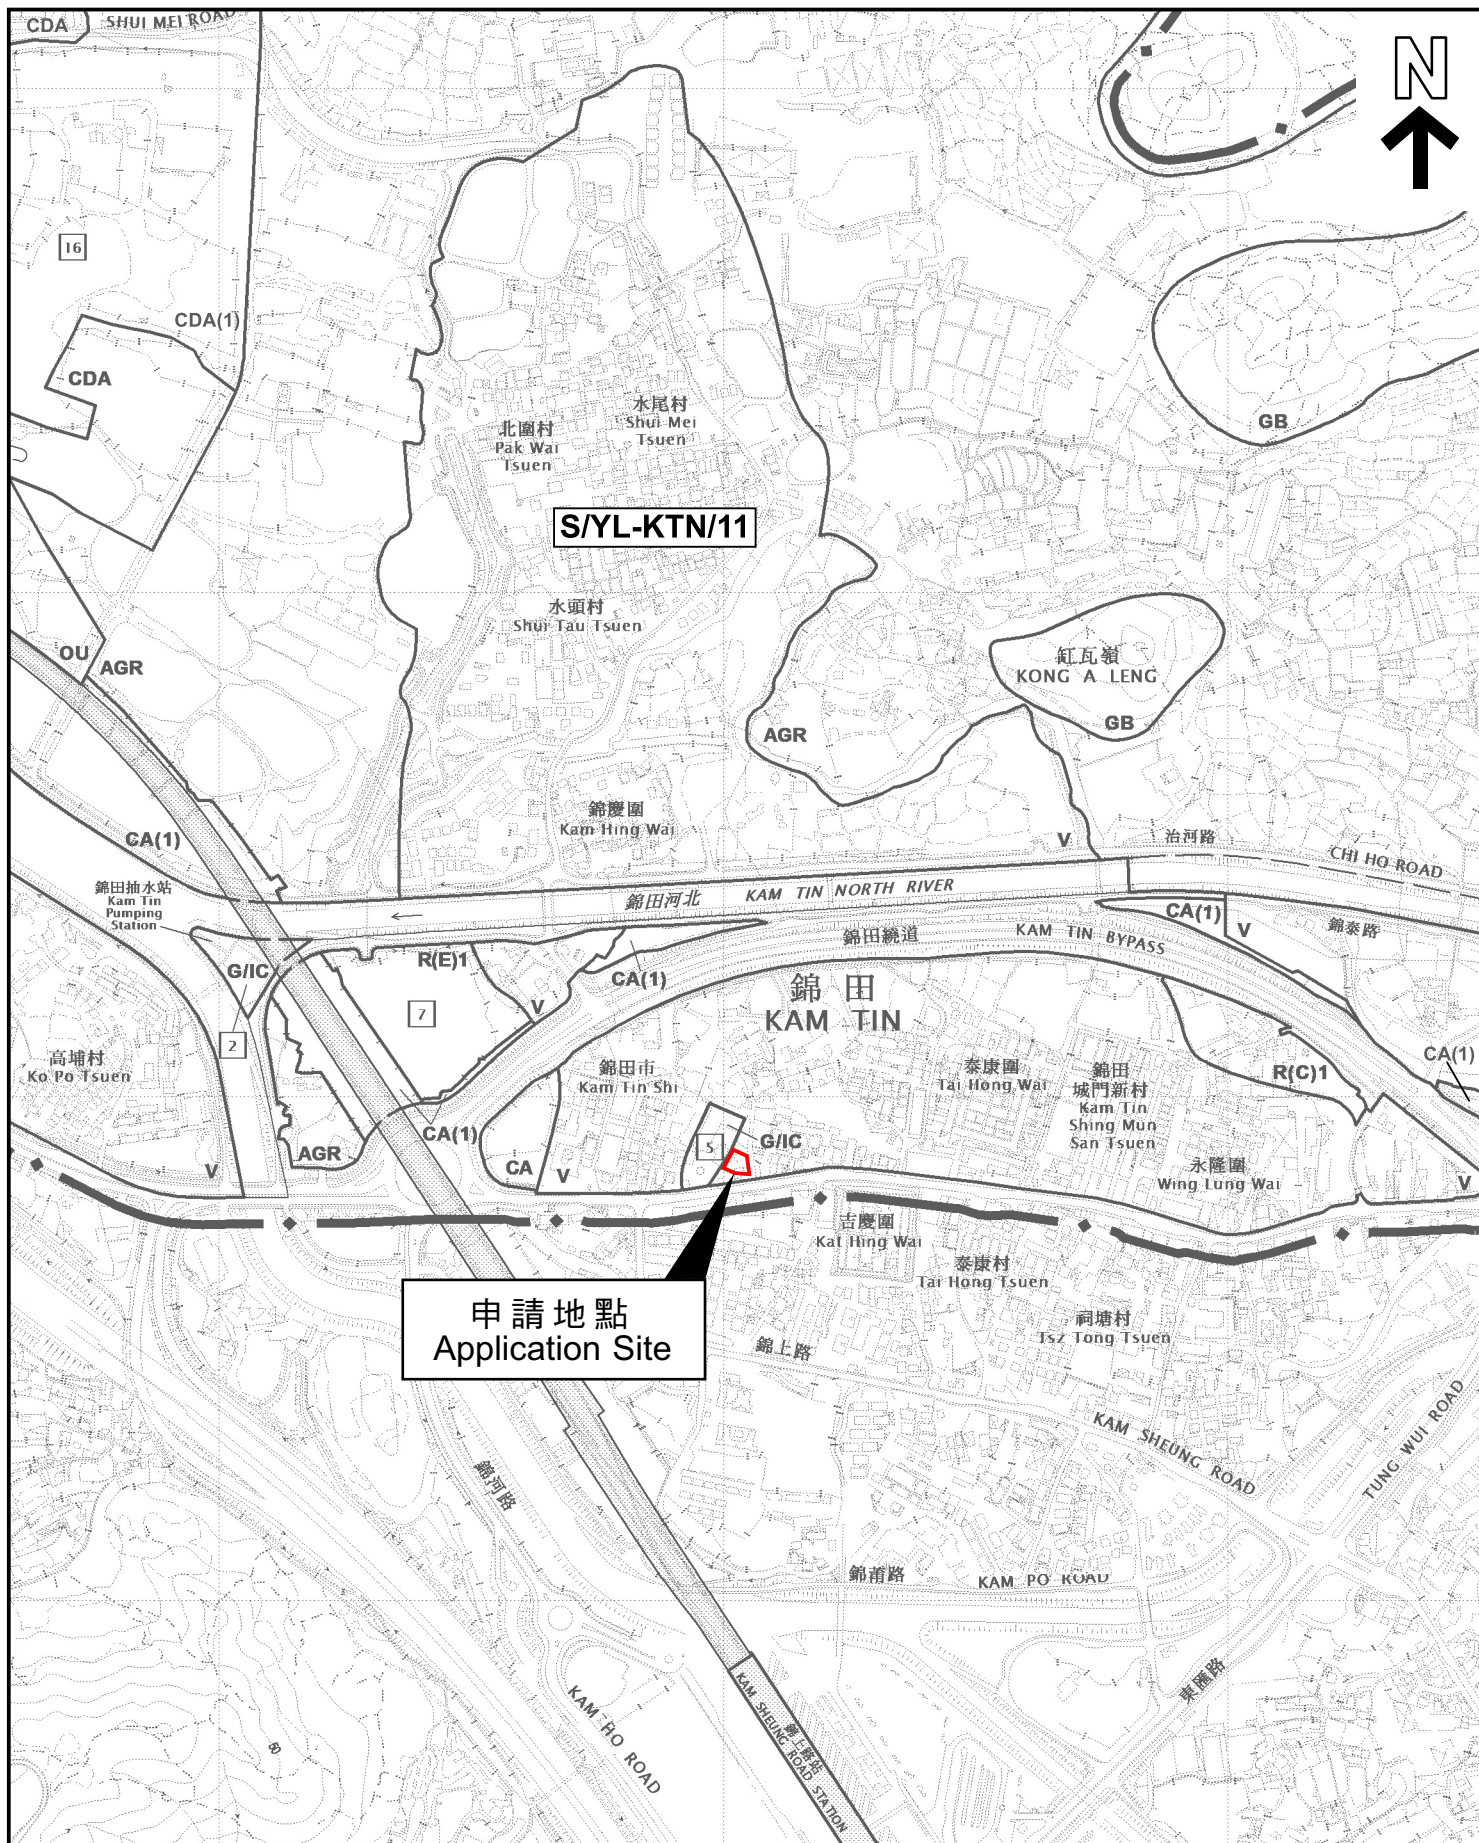 CDA
SHUI MEI ROAD
N
16
CDA(1)
CDA
水尾村
Shui Mei
Tsuen
北圍村
Pak Wai
Tsuen
GB
S/YL-KTN/11
水頭村
Shui Tau Tsuen
OU
AGR
缸瓦嶺
KONG A LENG
GB
AGR
錦慶圍
Kam Hing Wai
CA(1)
V
治河路
CHI HO ROAD
錦田抽水站
Kam Tin
Pumping
Station
錦田河北
KAM TIN NORTH RIVER
CA(1)
V
錦泰路
錦田繞道
KAM TIN BYPASS
R(E)1
G/IC
CA(1)
7
V
錦田
KAM TIN
2
高埔村
Ko Po Tsuen
錦田市
Kam Tin Shi
泰康圍
Tai Hong Wai
錦田
城門新村
Kam Tin
Shing Mun
San Tsuen
R(C)1
CA(1)
CA(1)
AGR
V
CA
V
5
G/IC
永隆圍
Wing Lung Wai
V
吉慶圍
Kat Hing Wai
泰康村
Tai Hong Tsuen
申請地點
Application Site
祠塘村
Tsz Tong Tsuen
錦上路
KAM SHEUNG ROAD
TUNG WUI ROAD
錦河路
錦莆路
KAM PO ROAD
東匯路
KAM HO ROAD
錦上路站
KAM SHEUNG ROAD STATION
50